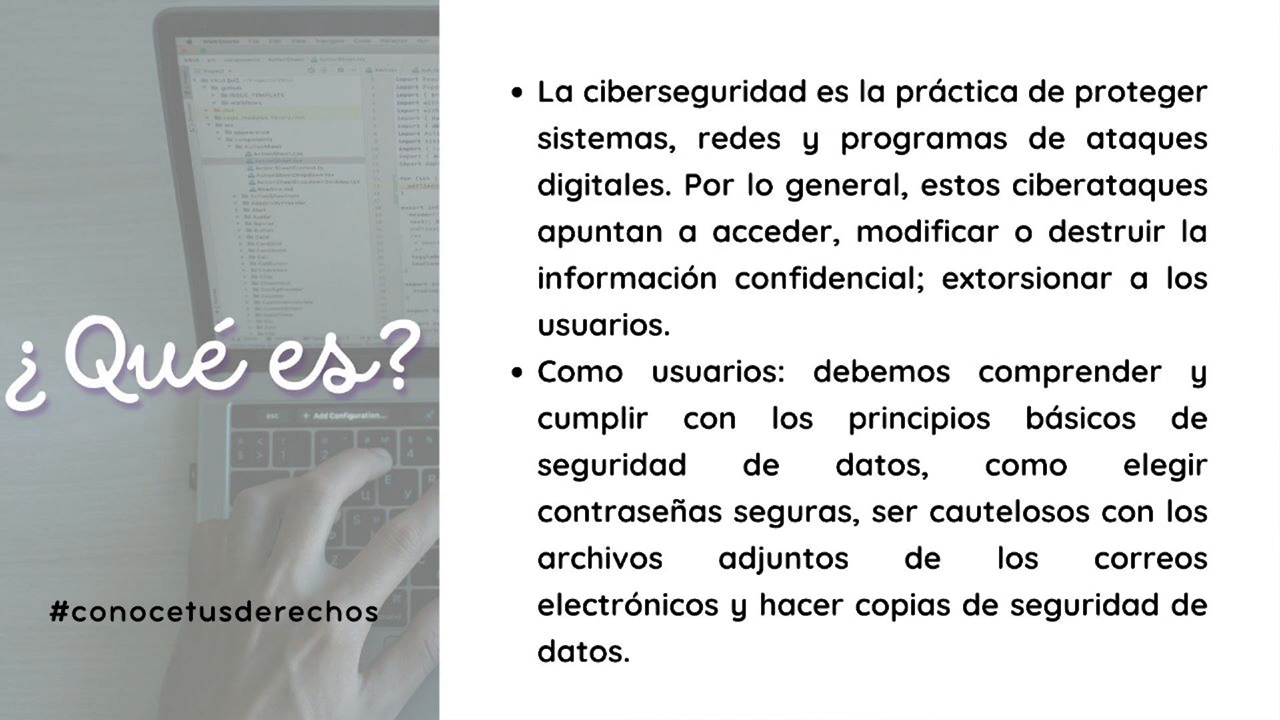 ¿Qué es?
#conocetusderechos
esc + Add Configuration...
• La ciberseguridad es la práctica de proteger
sistemas, redes y programas de ataques
digitales. Por lo general, estos ciberataques
apuntan a acceder, modificar o destruir la
información confidencial; extorsionar a los
usuarios.
• Como usuarios: debemos comprender y
cumplir con los principios básicos de
seguridad de datos, como elegir
contraseñas seguras, ser cautelosos con los
archivos adjuntos de los correos
electrónicos y hacer copias de seguridad de
datos.